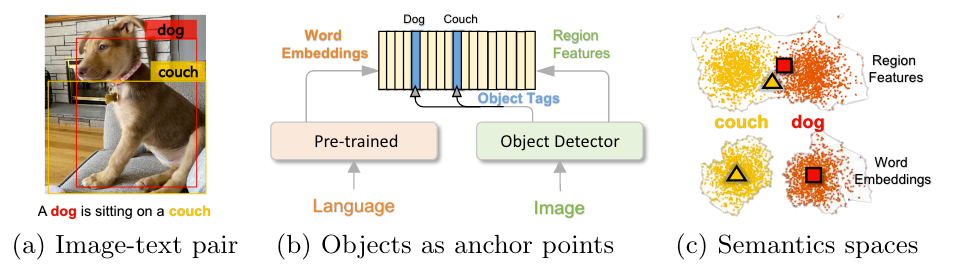 dog
couch
A dog is sitting on a couch
(a) Image-text pair
Dog
Couch
Word
Embeddings
Region
Features
Object Tags
Pre-trained
Object Detector
Language
Image
(b) Objects as anchor points
Region
Features
couch
dog
Word
Embeddings
(c) Semantics spaces